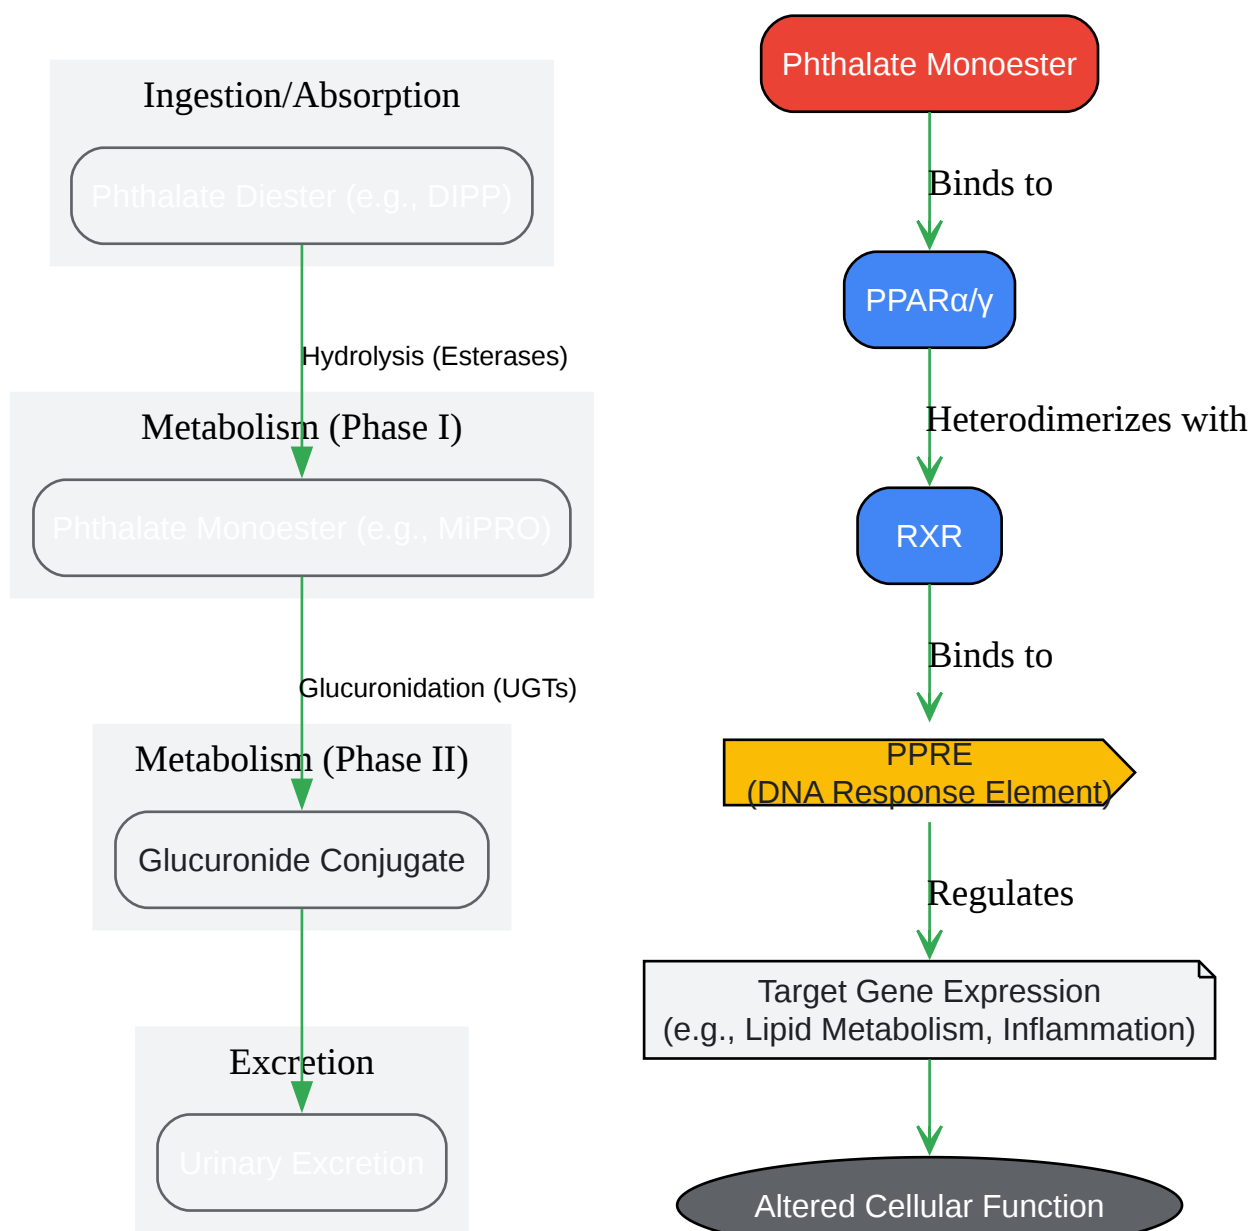 Ingestion/Absorption
Phthalate Diester (e.g., DIPP)
Hydrolysis (Esterases)
Metabolism (Phase I)
Phthalate Monoester (e.g., MiPRO)
Glucuronidation (UGTs)
Metabolism (Phase II)
Glucuronide Conjugate
Excretion
Urinary Excretion
Phthalate Monoester
Binds to
PPARα/γ
Heterodimerizes with
RXR
Binds to
PPRE
(DNA Response Element)
Regulates
Target Gene Expression
(e.g., Lipid Metabolism, Inflammation)
Altered Cellular Function